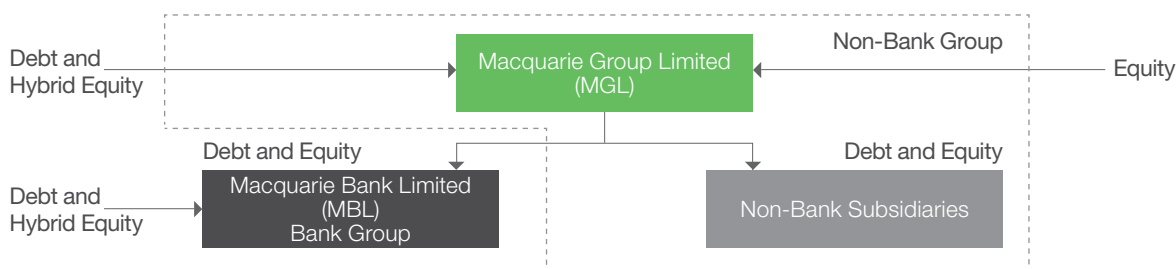 Non-Bank Group
Debt and
Hybrid Equity
Macquarie Group Limited
(MGL)
Equity
Debt and Equity
Debt and Equity
Debt and
Hybrid Equity
Macquarie Bank Limited
(MBL)
Bank Group
Non-Bank Subsidiaries